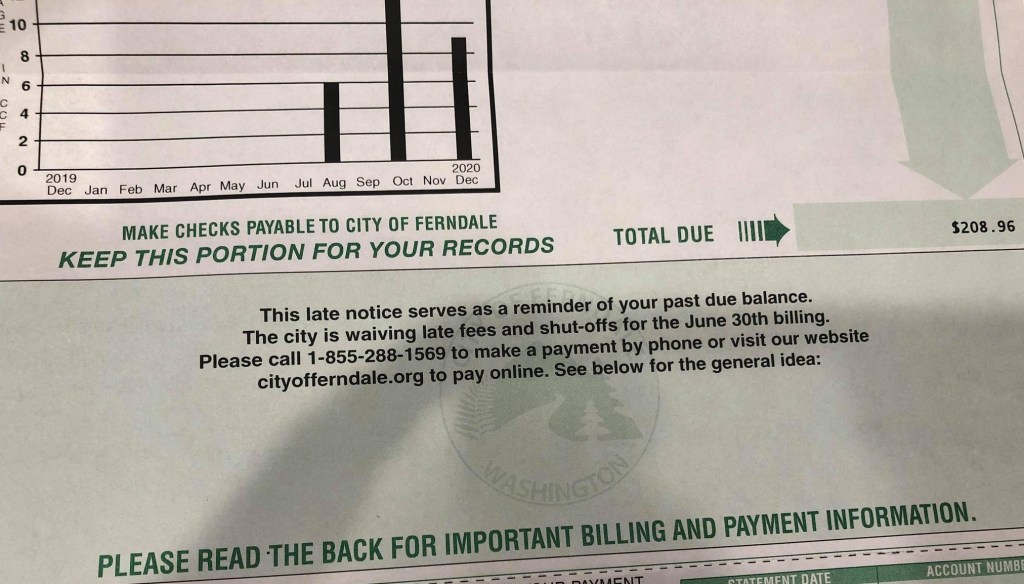 10
8
6
4
2
0
IN
CCF
2019 2020
Dec Jan Feb Mar Apr May Jun Jul Aug Sep Oct Nov Dec
MAKE CHECKS PAYABLE TO CITY OF FERNDALE
KEEP THIS PORTION FOR YOUR RECORDS
TOTAL DUE
$208.96
This late notice serves as a reminder of your past due balance.
The city is waiving late fees and shut-offs for the June 30th billing.
Please call 1-855-288-1569 to make a payment by phone or visit our website
cityofferndale.org to pay online. See below for the general idea:
WASHINGTON
PLEASE READ THE BACK FOR IMPORTANT BILLING AND PAYMENT INFORMATION.
PAYMENT
STATEMENT DATE
ACCOUNT